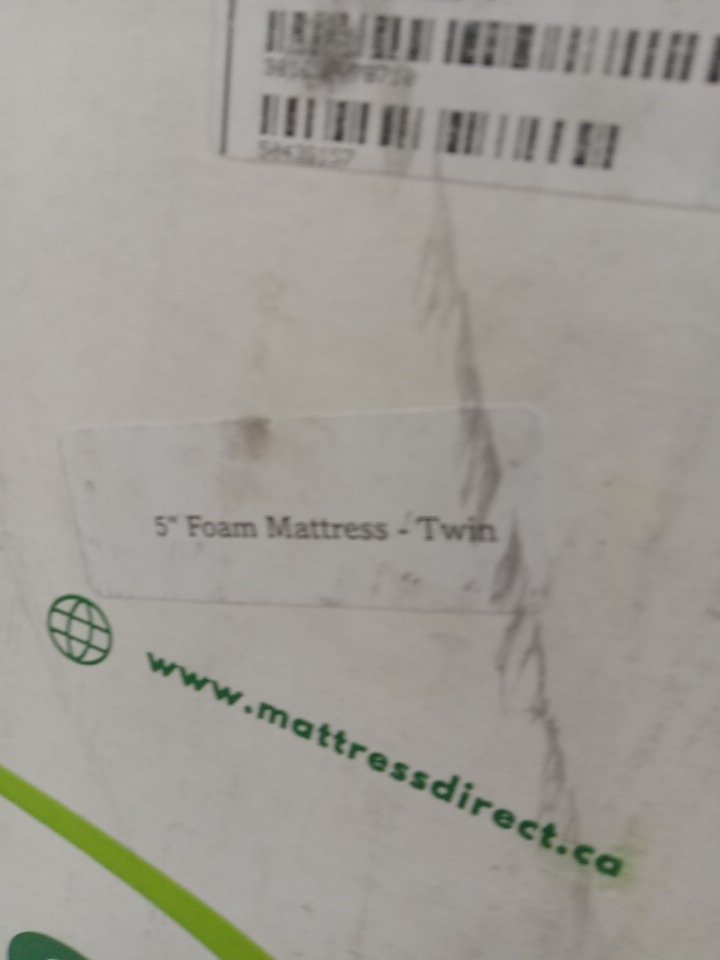 5" Foam Mattress - Twin
www.mattressdirect.ca